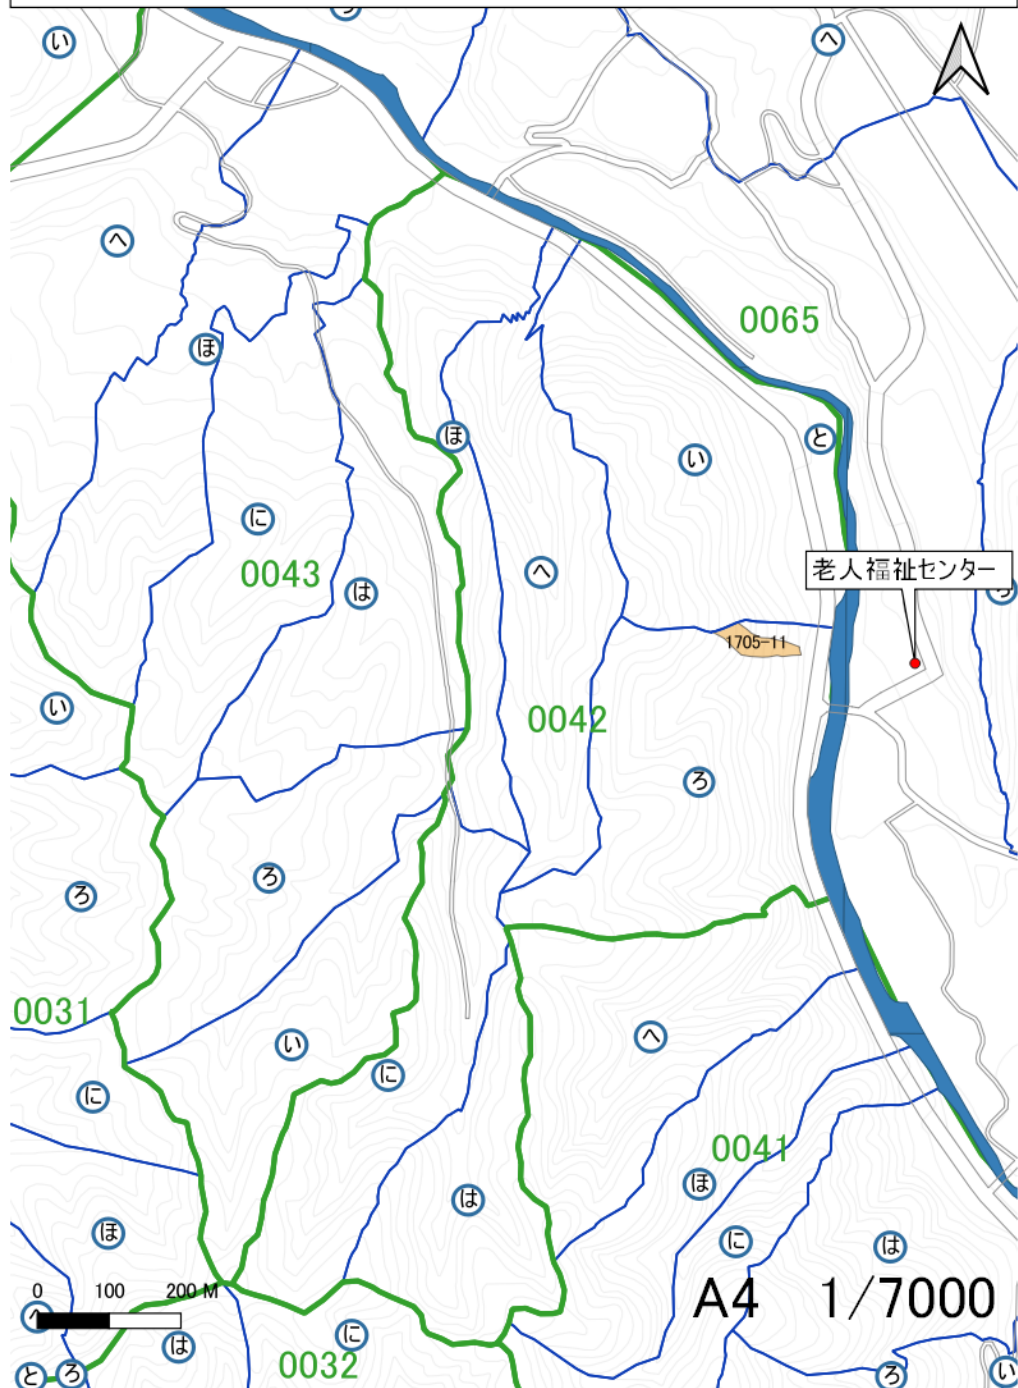 ろ
い
へ
へ
0065
ほ
ほ
と
い
に
0043
へ
老人福祉センター
は
ろ
1705-11
い
0042
ろ
ろ
ろ
0031
へ
い
に
に
0041
ほ
は
ほ
に
は
0 100 200 M
A4 1/7000
へ
に
は
0032
と
ろ
ろ
い